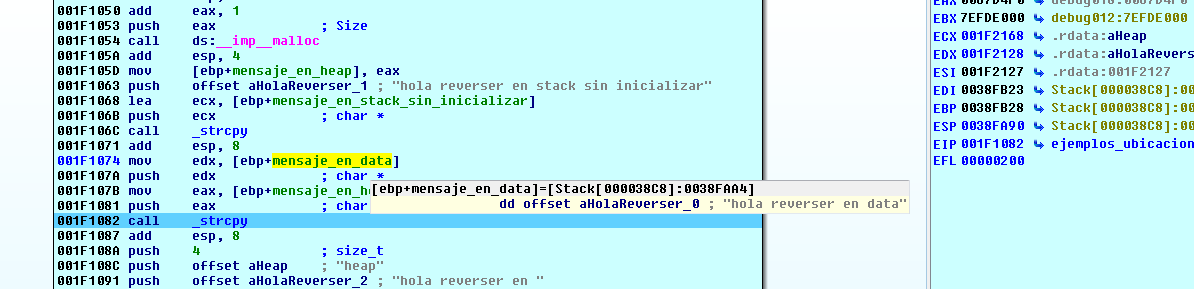 001F1050 add eax, 1
001F1053 push eax ; Size
001F1054 call ds:__imp__malloc
001F105A add esp, 4
001F105D mov [ebp+mensaje_en_heap], eax
001F1063 push offset aHolaReverser_1 ; "hola reverser en stack sin inicializar"
001F1068 lea ecx, [ebp+mensaje_en_stack_sin_inicializar]
001F106B push ecx ; char *
001F106C call _strcpy
001F1071 add esp, 8
001F1074 mov edx, [ebp+mensaje_en_data]
001F107A push edx ; char *
001F107B mov eax, [ebp+mensaje_en_h
001F1081 push eax ; char
001F1082 call _strcpy
001F1087 add esp, 8
001F108A push 4 ; size_t
001F108C push offset aHeap ; "heap"
001F1091 push offset aHolaReverser_2 ; "hola reverser en "
[ebp+mensaje_en_data]=[Stack[000038C8]:0038FAA4]
dd offset aHolaReverser_0 ; "hola reverser en data"
EBX 7EFDE000 debug012:7EFDE000
ECX 001F2168 .rdata:aHeap
EDX 001F2128 .rdata:aHolaRevers
ESI 001F2127 .rdata:001F2127
EDI 0038FB23 Stack[000038C8]:00
EBP 0038FB28 Stack[000038C8]:00
ESP 0038FA90 Stack[000038C8]:00
EIP 001F1082 ejemplos_ubicacion
EFL 00000200